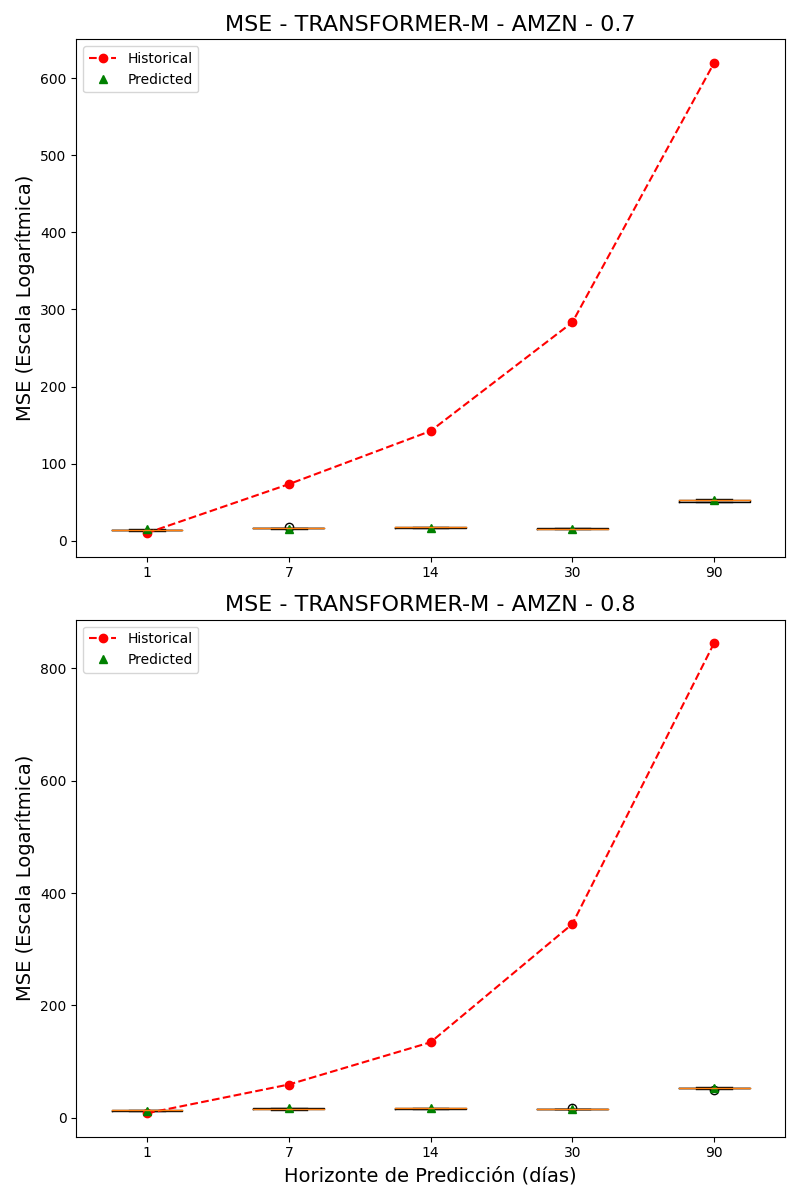 MSE - TRANSFORMER-M - AMZN - 0.7
Historical
Predicted
MSE (Escala Logarítmica)
600
500
400
300
200
100
0
1 7 14 30 90
MSE - TRANSFORMER-M - AMZN - 0.8
Historical
Predicted
MSE (Escala Logarítmica)
800
600
400
200
0
1 7 14 30 90
Horizonte de Predicción (días)